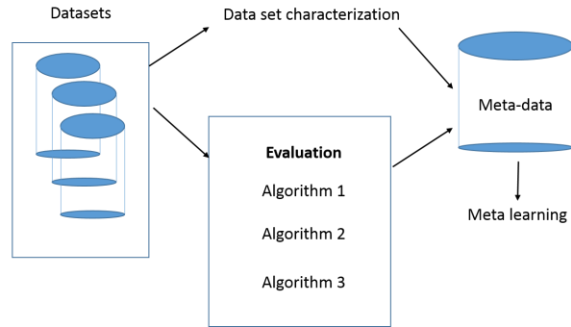 Datasets
Data set characterization
Meta-data
Evaluation
Algorithm 1
Algorithm 2
Algorithm 3
Meta learning